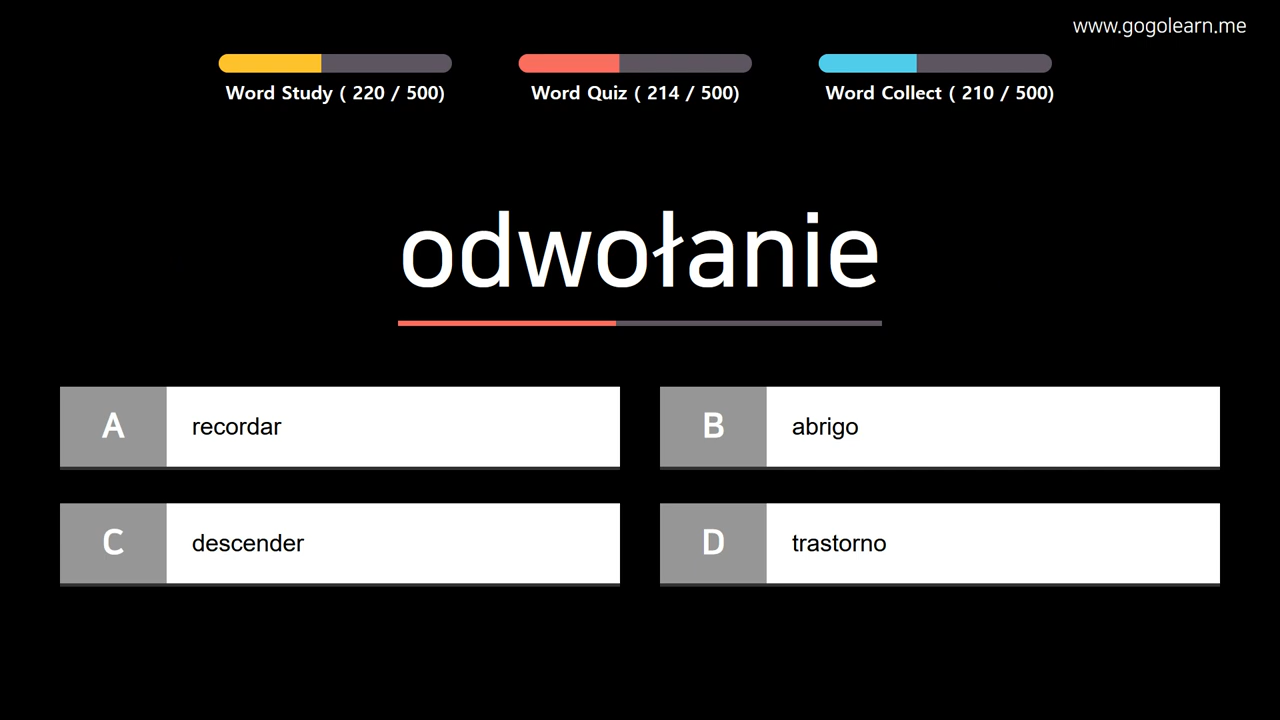 www.gogolearn.me
Word Study ( 220 / 500)
Word Quiz ( 214 / 500)
Word Collect ( 210 / 500)
odwołanie
A recordar
B abrigo
C descender
D trastorno